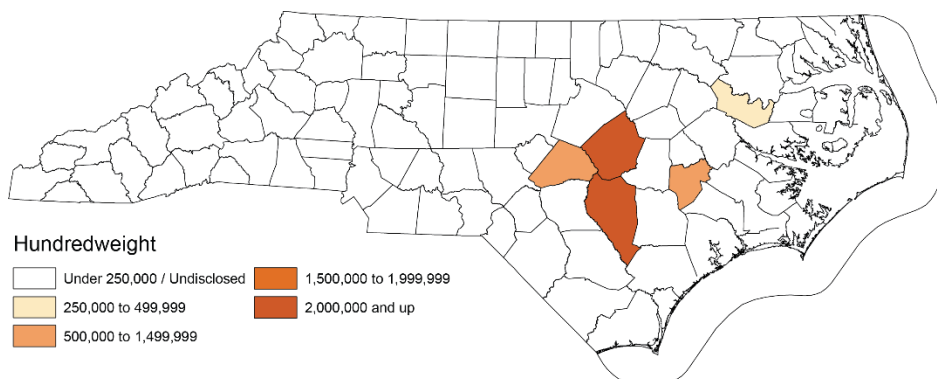 Hundredweight
Under 250,000 / Undisclosed
250,000 to 499,999
500,000 to 1,499,999
1,500,000 to 1,999,999
2,000,000 and up